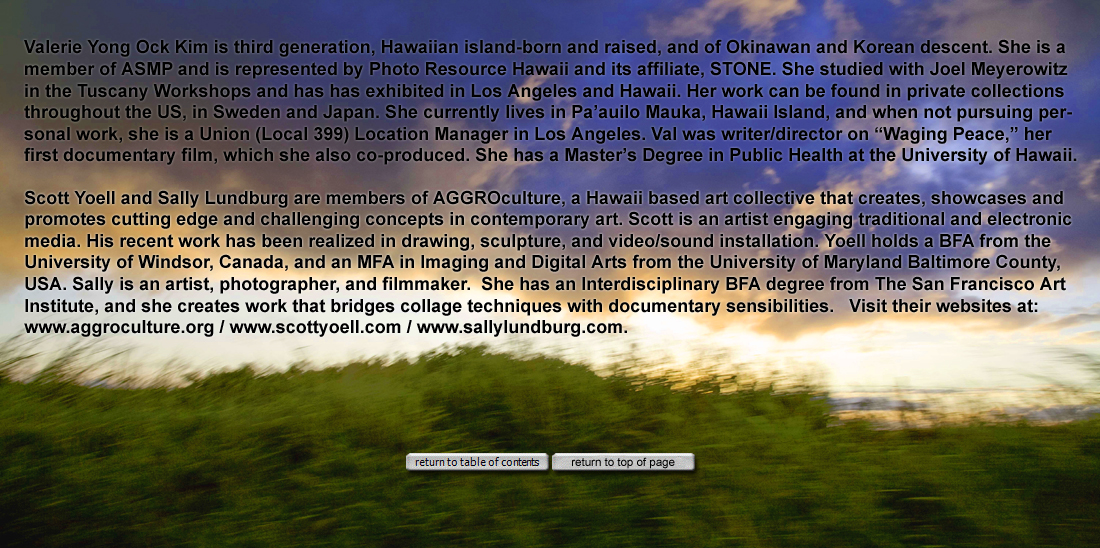 Valerie Yong Ock Kim is third generation, Hawaiian island-born and raised, and of Okinawan and Korean descent. She is a
member of ASMP and is represented by Photo Resource Hawaii and its affiliate, STONE. She studied with Joel Meyerowitz
in the Tuscany Workshops and has has exhibited in Los Angeles and Hawaii. Her work can be found in private collections
throughout the US, in Sweden and Japan. She currently lives in Pa’auilo Mauka, Hawaii Island, and when not pursuing per-
sonal work, she is a Union (Local 399) Location Manager in Los Angeles. Val was writer/director on “Waging Peace,” her
first documentary film, which she also co-produced. She has a Master’s Degree in Public Health at the University of Hawaii.
Scott Yoell and Sally Lundburg are members of AGGROculture, a Hawaii based art collective that creates, showcases and
promotes cutting edge and challenging concepts in contemporary art. Scott is an artist engaging traditional and electronic
media. His recent work has been realized in drawing, sculpture, and video/sound installation. Yoell holds a BFA from the
University of Windsor, Canada, and an MFA in Imaging and Digital Arts from the University of Maryland Baltimore County,
USA. Sally is an artist, photographer, and filmmaker.  She has an Interdisciplinary BFA degree from The San Francisco Art
Institute, and she creates work that bridges collage techniques with documentary sensibilities.   Visit their websites at:
www.aggroculture.org / www.scottyoell.com / www.sallylundburg.com.
return to table of contents return to top of page